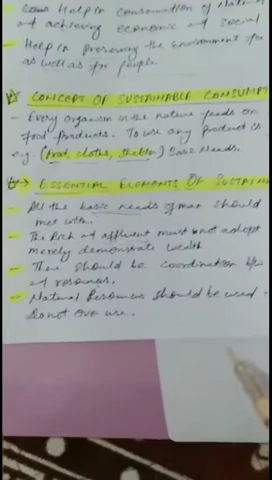 Help in conservation of Natur
and achieving economic and social
- Help in preserving the Environment for
as well as for people.
CONCEPT OF SUSTAINABLE CONSUMPT
- Every organism in the nature feeds on
food products. To use any product is
e.g. (food, clothes, shelter) basic needs.
ESSENTIAL ELEMENTS OF SUSTAIN
- All the basic needs of man should
met with.
- The Rich & affluent must not adopt
merely demonstrate wealth
- There should be coordination b/w
of resources.
- Natural Resources should be used
Do not over use.